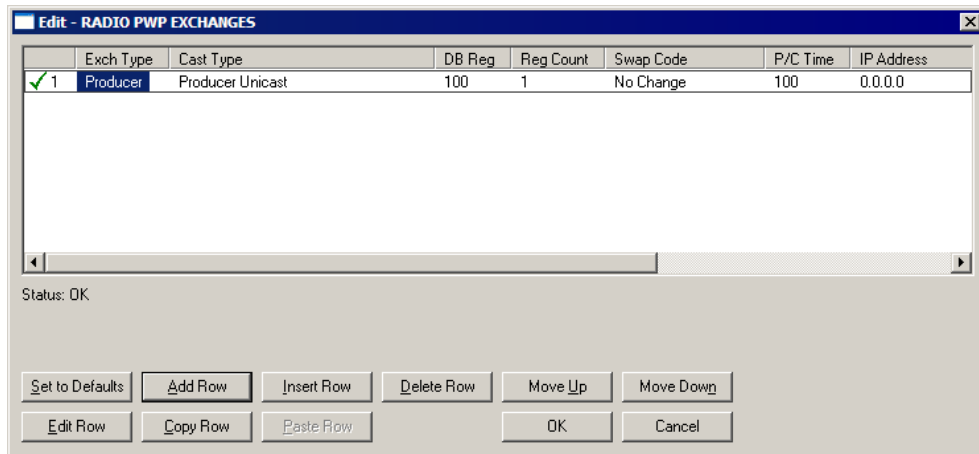 Edit - RADIO PWP EXCHANGES
Exch Type Cast Type DB Reg Reg Count Swap Code P/C Time IP Address
1 Producer Producer Unicast 100 1 No Change 100 0.0.0.0
Status: OK
Set to Defaults Add Row Insert Row Delete Row Move Up Move Down
Edit Row Copy Row Paste Row OK Cancel